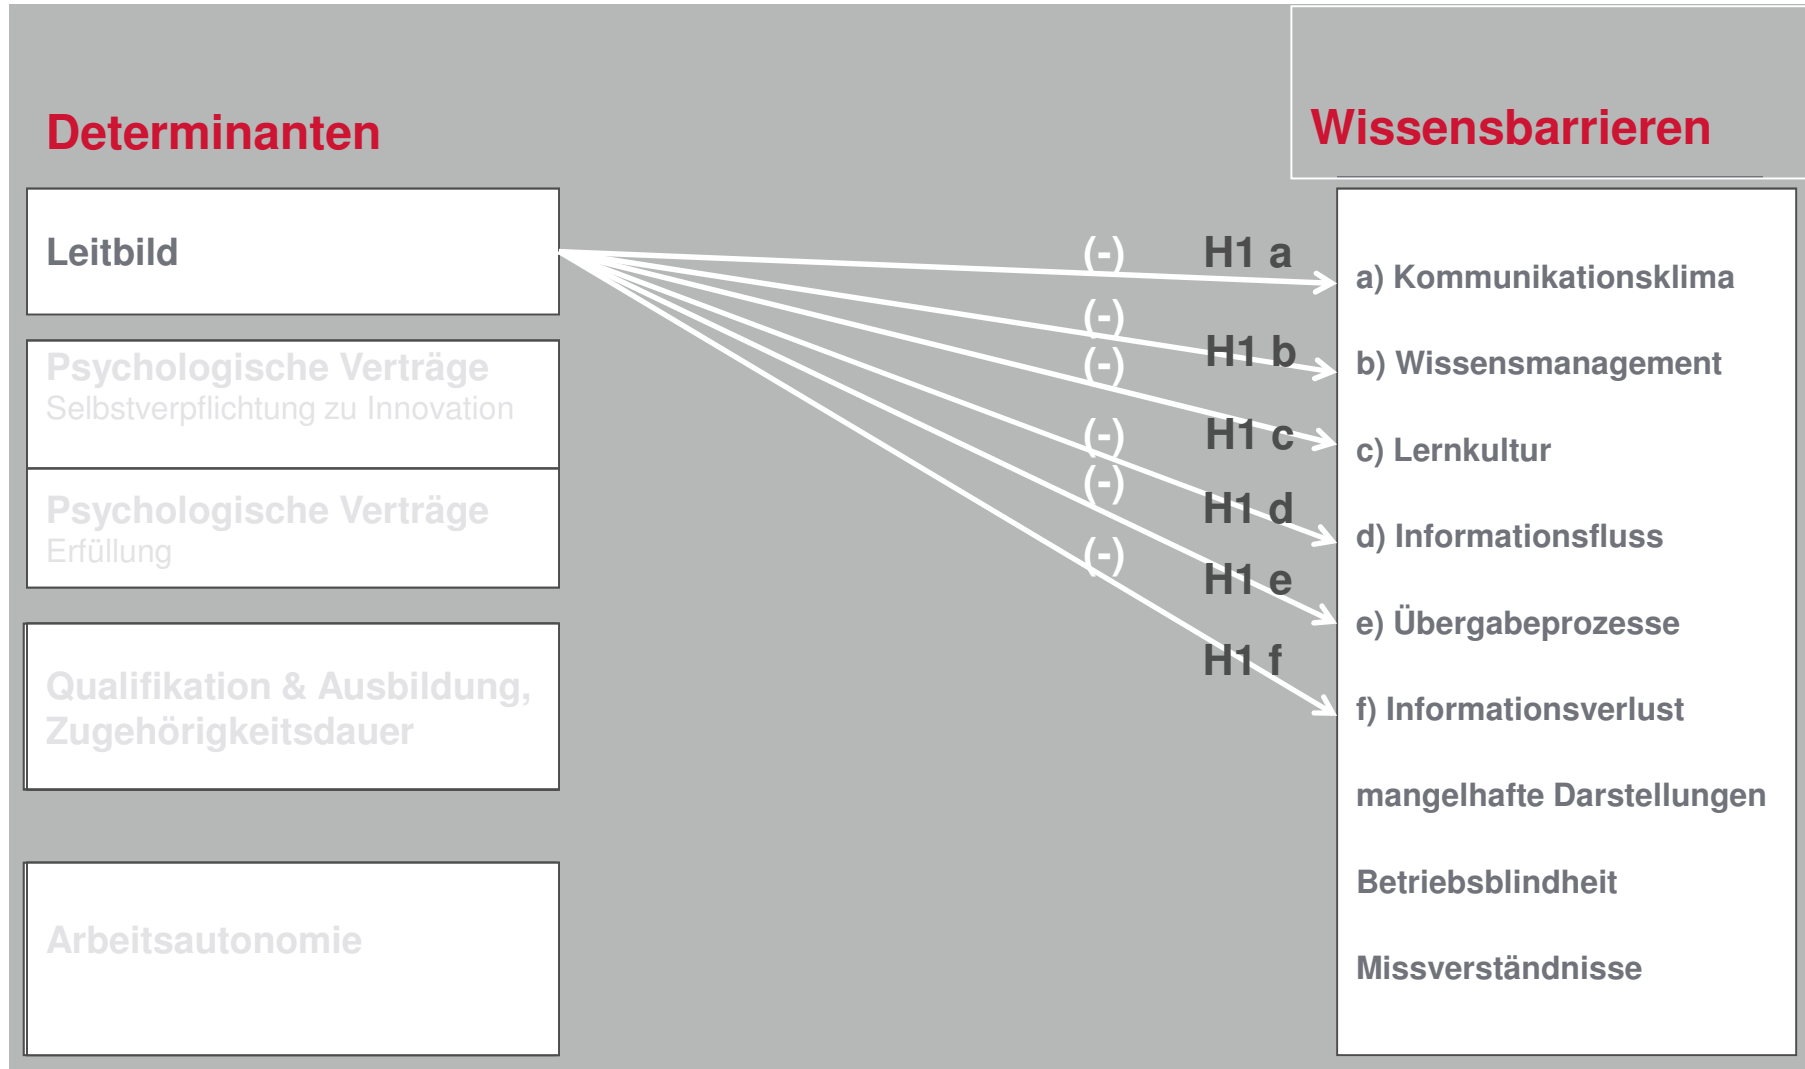 Determinanten
Wissensbarrieren
Leitbild
Psychologische Verträge
Selbstverpflichtung zu Innovation
Psychologische Verträge
Erfüllung
Qualifikation & Ausbildung,
Zugehörigkeitsdauer
Arbeitsautonomie
(-) H1 a
(-) H1 b
(-) H1 c
(-) H1 d
(-) H1 e
(-) H1 f
a) Kommunikationsklima
b) Wissensmanagement
c) Lernkultur
d) Informationsfluss
e) Übergabeprozesse
f) Informationsverlust
mangelhafte Darstellungen
Betriebsblindheit
Missverständnisse